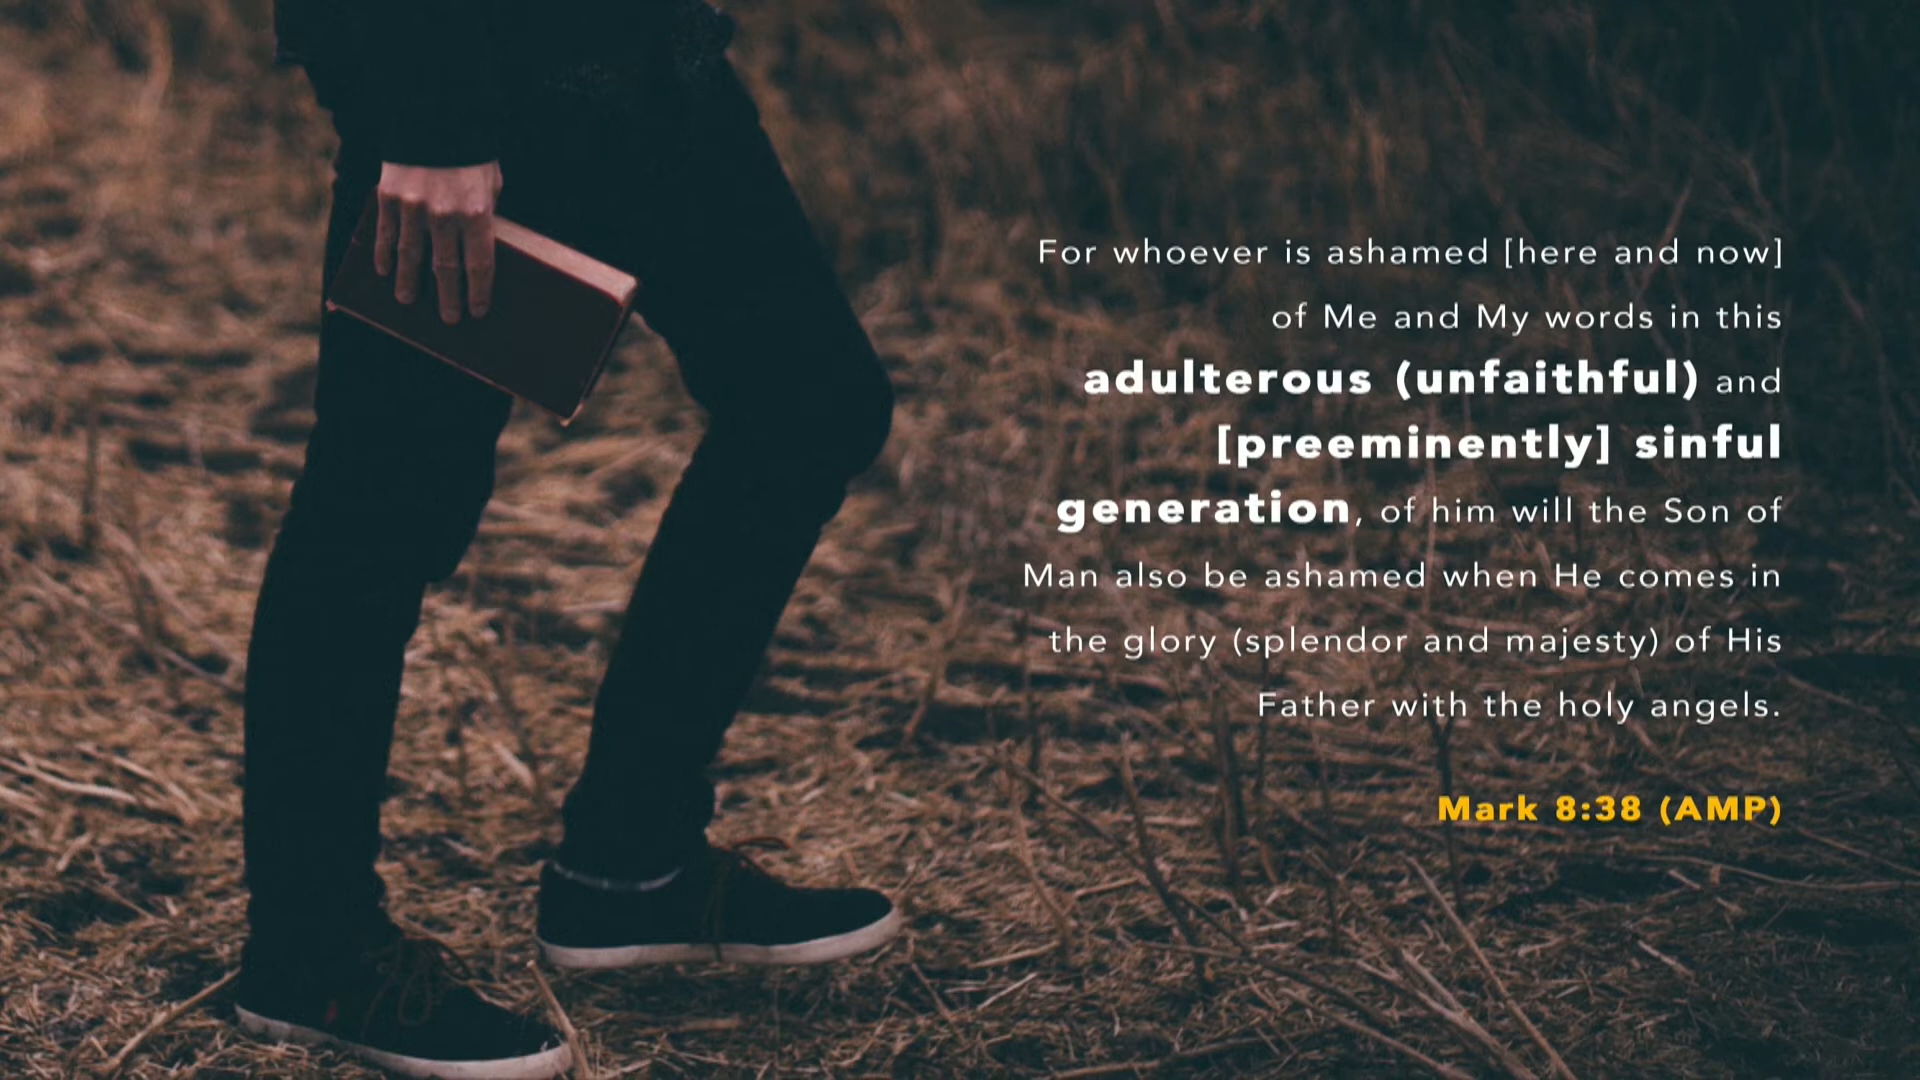 For whoever is ashamed [here and now]
of Me and My words in this
adulterous (unfaithful) and
[preeminently] sinful
generation, of him will the Son of
Man also be ashamed when He comes in
the glory (splendor and majesty) of His
Father with the holy angels.
Mark 8:38 (AMP)